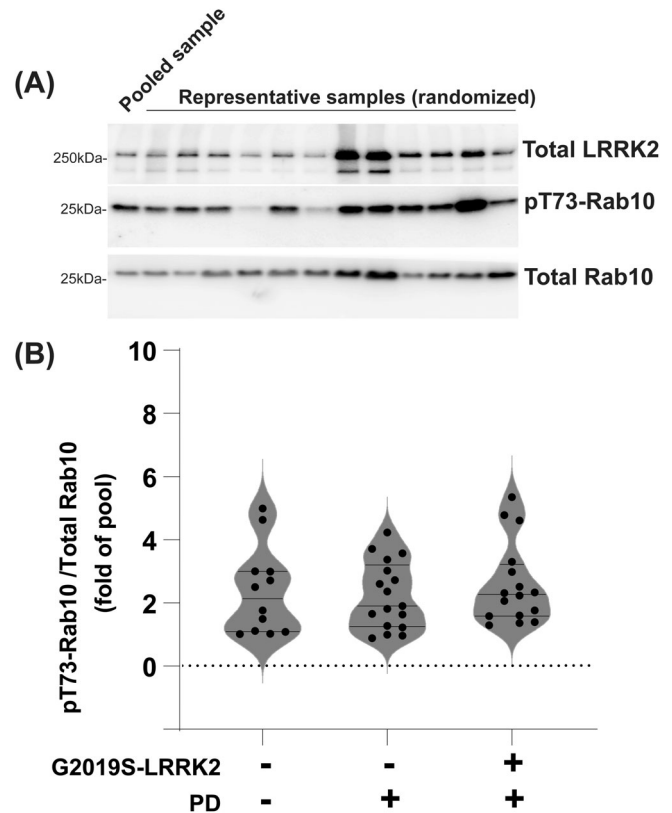 (A)
Pooled sample
Representative samples (randomized)
250kDa-
Total LRRK2
25kDa-
pT73-Rab10
25kDa-
Total Rab10
(B)
pT73-Rab10 /Total Rab10
(fold of pool)
10
8
6
4
2
0
G2019S-LRRK2 - - +
PD - + +